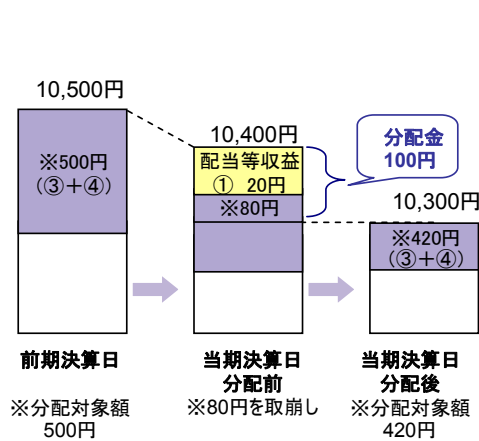 10,500円
※500円
（③＋④）
前期決算日
※分配対象額
500円
10,400円
配当等収益
① 20円
※80円
当期決算日
分配前
※80円を取崩し
分配金
100円
10,300円
※420円
（③＋④）
当期決算日
分配後
※分配対象額
420円